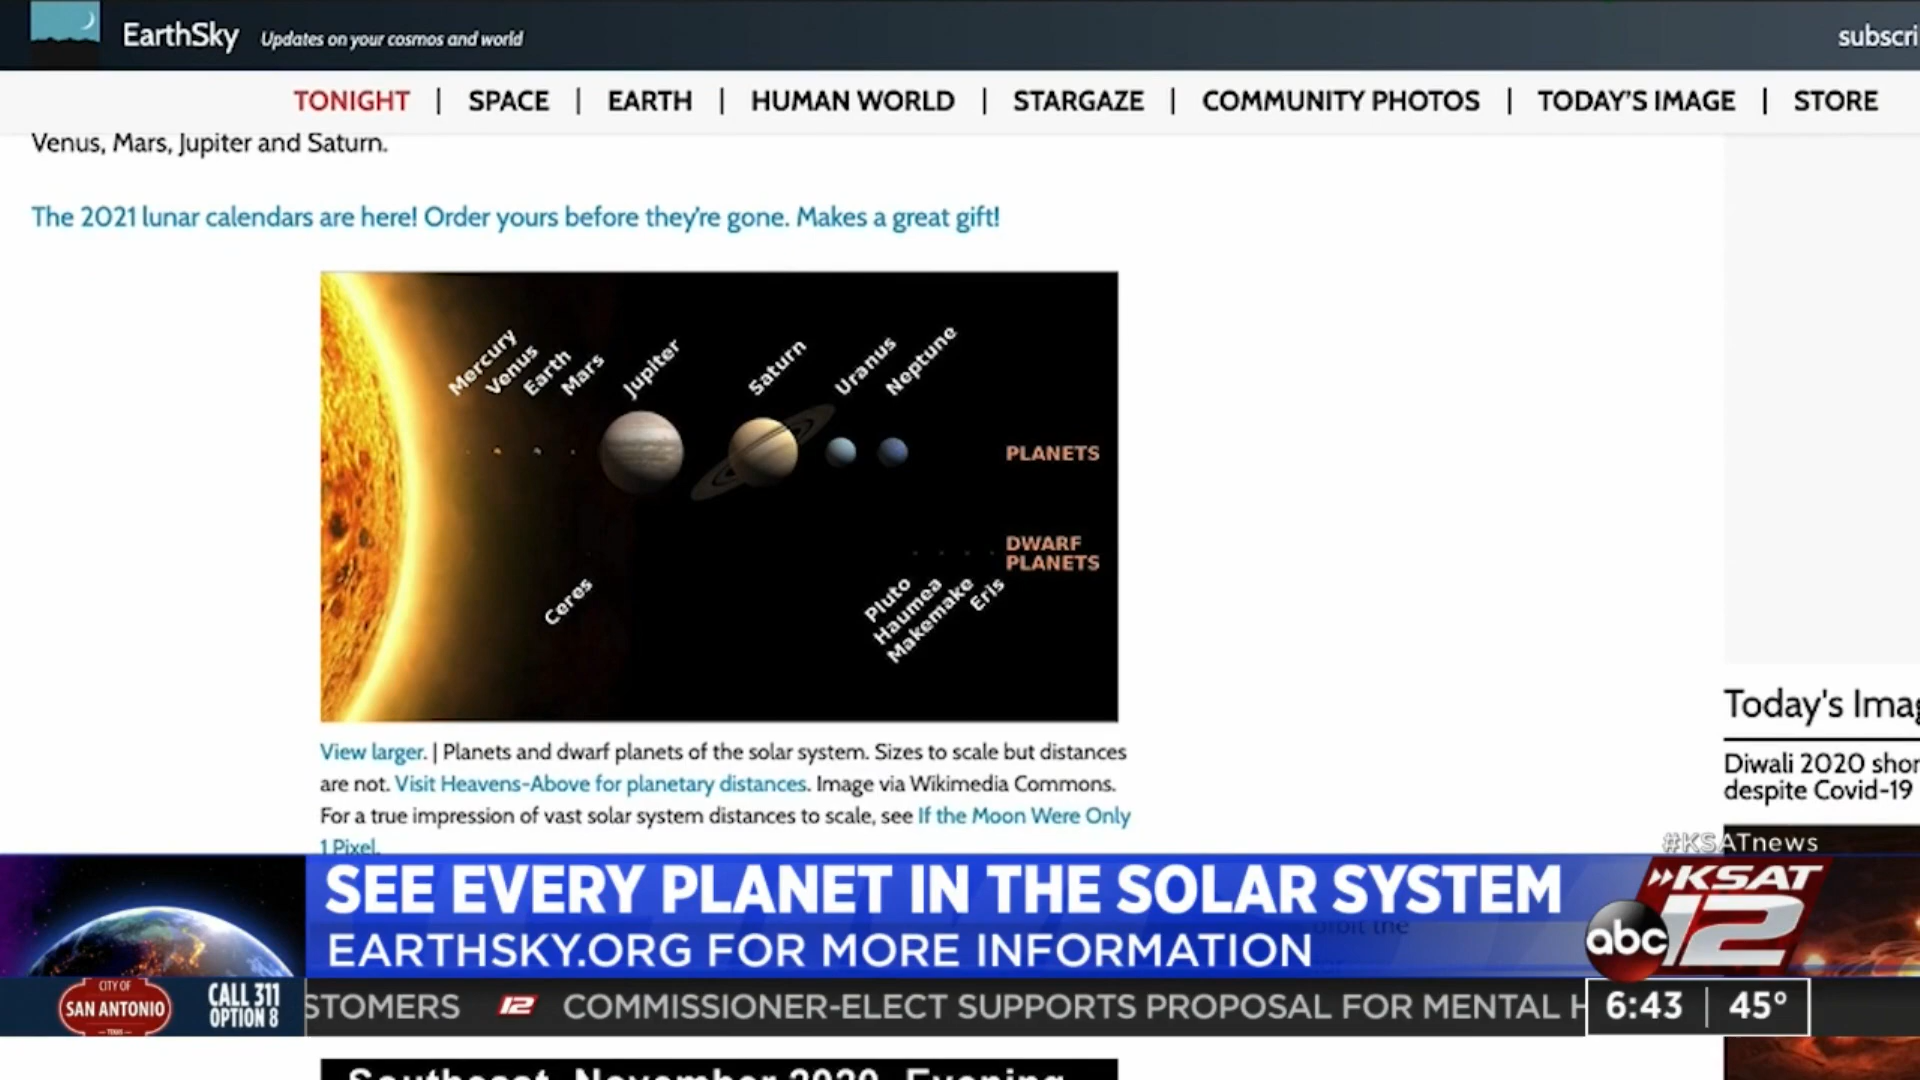 EarthSky Updates on your cosmos and world
subscri
TONIGHT | SPACE | EARTH | HUMAN WORLD | STARGAZE | COMMUNITY PHOTOS | TODAY'S IMAGE | STORE
Venus, Mars, Jupiter and Saturn.
The 2021 lunar calendars are here! Order yours before they're gone. Makes a great gift!
Mercury
Venus
Earth
Mars
Jupiter
Saturn
Uranus
Neptune
PLANETS
DWARF
PLANETS
Ceres
Pluto
Haumea
Makemake
Eris
View larger. | Planets and dwarf planets of the solar system. Sizes to scale but distances
are not. Visit Heavens-Above for planetary distances. Image via Wikimedia Commons.
For a true impression of vast solar system distances to scale, see If the Moon Were Only
1 Pixel.
Today's Imag
Diwali 2020 shor
despite Covid-19
#KSATnews
SEE EVERY PLANET IN THE SOLAR SYSTEM
EARTHSKY.ORG FOR MORE INFORMATION
orbit the
KSAT
abc 12
CITY OF
SAN ANTONIO
TEXAS
CALL 311
OPTION 8
STOMERS 12 COMMISSIONER-ELECT SUPPORTS PROPOSAL FOR MENTAL H
6:43 | 45°
Southeast, November 2020, Evening